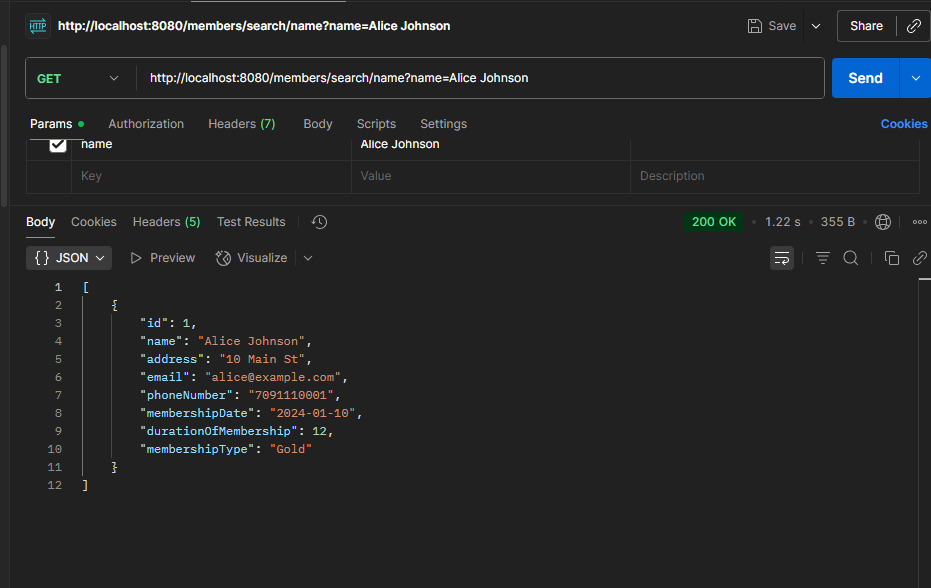 HTTP http://localhost:8080/members/search/name?name=Alice Johnson Save Share
GET http://localhost:8080/members/search/name?name=Alice Johnson Send
Params Authorization Headers (7) Body Scripts Settings Cookies
name Alice Johnson
Key Value Description
Body Cookies Headers (5) Test Results 200 OK • 1.22 s • 355 B •
{} JSON Preview Visualize
1 [
2 {
3 "id": 1,
4 "name": "Alice Johnson",
5 "address": "10 Main St",
6 "email": "alice@example.com",
7 "phoneNumber": "7091110001",
8 "membershipDate": "2024-01-10",
9 "durationOfMembership": 12,
10 "membershipType": "Gold"
11 }
12 ]